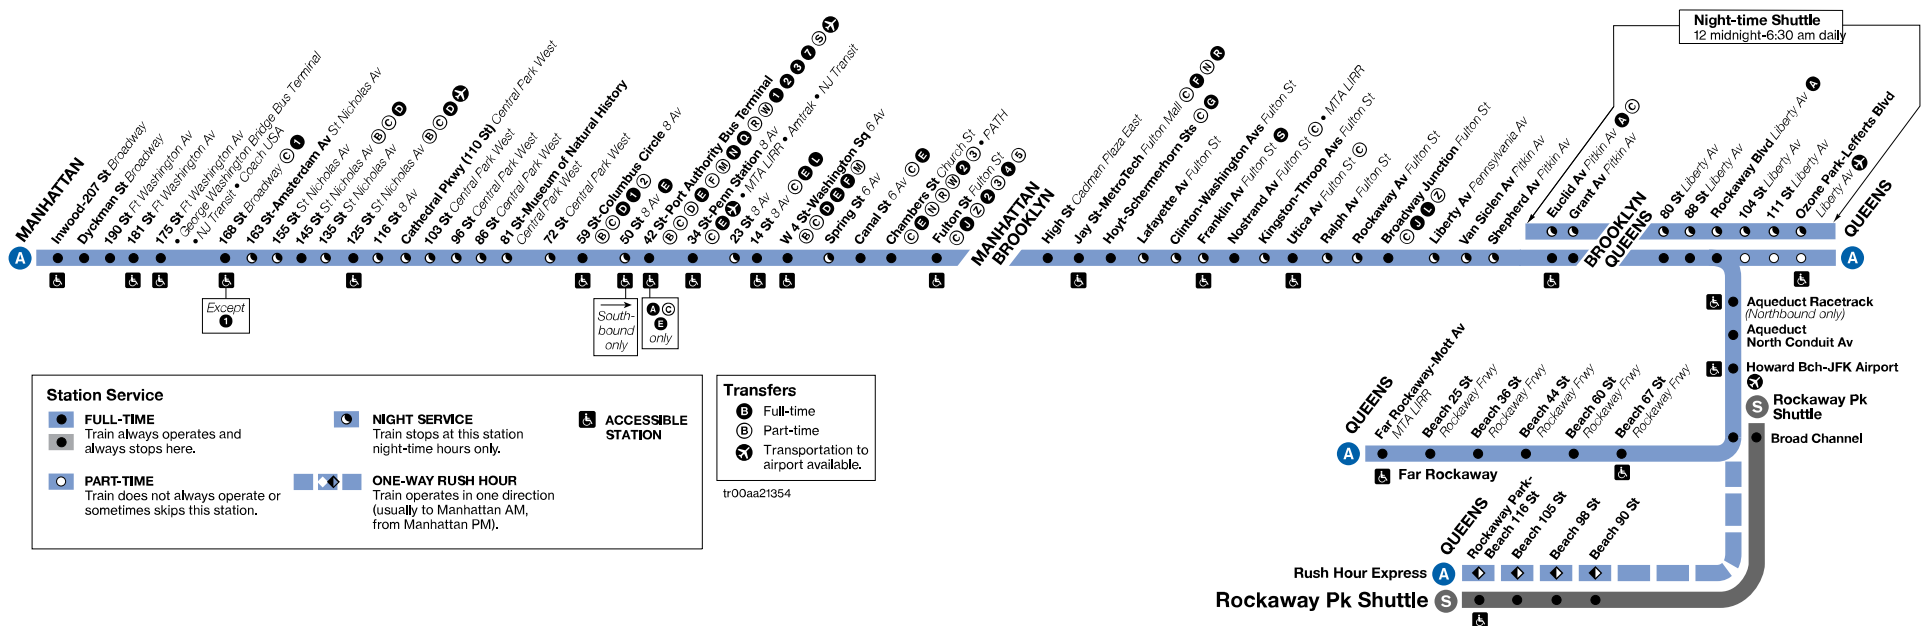 Night-time Shuttle
12 midnight-6:30 am daily
MANHATTAN
Inwood-207 St Broadway
Dyckman St Broadway
190 St Ft Washington Av
181 St Ft Washington Av
175 St Ft Washington Av
• George Washington Bridge Bus Terminal
• NJ Transit • Coach USA
168 St Broadway C 1
163 St-Amsterdam Av St Nicholas Av
155 St St Nicholas Av
145 St St Nicholas Av B C D
135 St St Nicholas Av
125 St St Nicholas Av B C D
116 St 8 Av
Cathedral Pkwy (110 St) Central Park West
103 St Central Park West
96 St Central Park West
86 St Central Park West
81 St-Museum of Natural History
Central Park West
72 St Central Park West
59 St-Columbus Circle 8 Av
B C D 1 2
50 St 8 Av E
42 St-Port Authority Bus Terminal
B C D E F M N Q R W 1 2 3 7 S
34 St-Penn Station 8 Av
C E • MTA LIRR • Amtrak • NJ Transit
23 St 8 Av
14 St 8 Av C E L
W 4 St-Washington Sq 6 Av
B C D E F M
Spring St 6 Av
Canal St 6 Av C E
Chambers St Church St
C E N R W 2 3 • PATH
Fulton St Fulton St
C J Z 2 3 4 5
MANHATTAN
BROOKLYN
High St Cadman Plaza East
Jay St-MetroTech Fulton Mall C F N R
Hoyt-Schermerhorn Sts C G
Lafayette Av Fulton St
Clinton-Washington Avs Fulton St
Franklin Av Fulton St S
Nostrand Av Fulton St C • MTA LIRR
Kingston-Throop Avs Fulton St
Utica Av Fulton St C
Ralph Av Fulton St
Rockaway Av Fulton St
Broadway Junction Fulton St
C J L Z
Liberty Av Pennsylvania Av
Van Siclen Av Pitkin Av
Shepherd Av Pitkin Av
Euclid Av Pitkin Av A C
Grant Av Pitkin Av
BROOKLYN
QUEENS
80 St Liberty Av
88 St Liberty Av
Rockaway Blvd Liberty Av A
104 St Liberty Av
111 St Liberty Av
Ozone Park-Lefferts Blvd
Liberty Av
QUEENS
A
A
Except
1
South-
bound
only
A C
E
only
Aqueduct Racetrack
(Northbound only)
Aqueduct
North Conduit Av
Howard Bch-JFK Airport
S Rockaway Pk
Shuttle
Broad Channel
QUEENS
Far Rockaway-Mott Av
MTA LIRR
Beach 25 St
Rockaway Frwy
Beach 36 St
Rockaway Frwy
Beach 44 St
Rockaway Frwy
Beach 60 St
Rockaway Frwy
Beach 67 St
Rockaway Frwy
A
Far Rockaway
QUEENS
Rockaway Park-
Beach 116 St
Beach 105 St
Beach 98 St
Beach 90 St
Rush Hour Express A
Rockaway Pk Shuttle S
Station Service
FULL-TIME
Train always operates and
always stops here.
PART-TIME
Train does not always operate or
sometimes skips this station.
NIGHT SERVICE
Train stops at this station
night-time hours only.
ONE-WAY RUSH HOUR
Train operates in one direction
(usually to Manhattan AM,
from Manhattan PM).
ACCESSIBLE
STATION
Transfers
B Full-time
B Part-time
Transportation to
airport available.
tr00aa21354